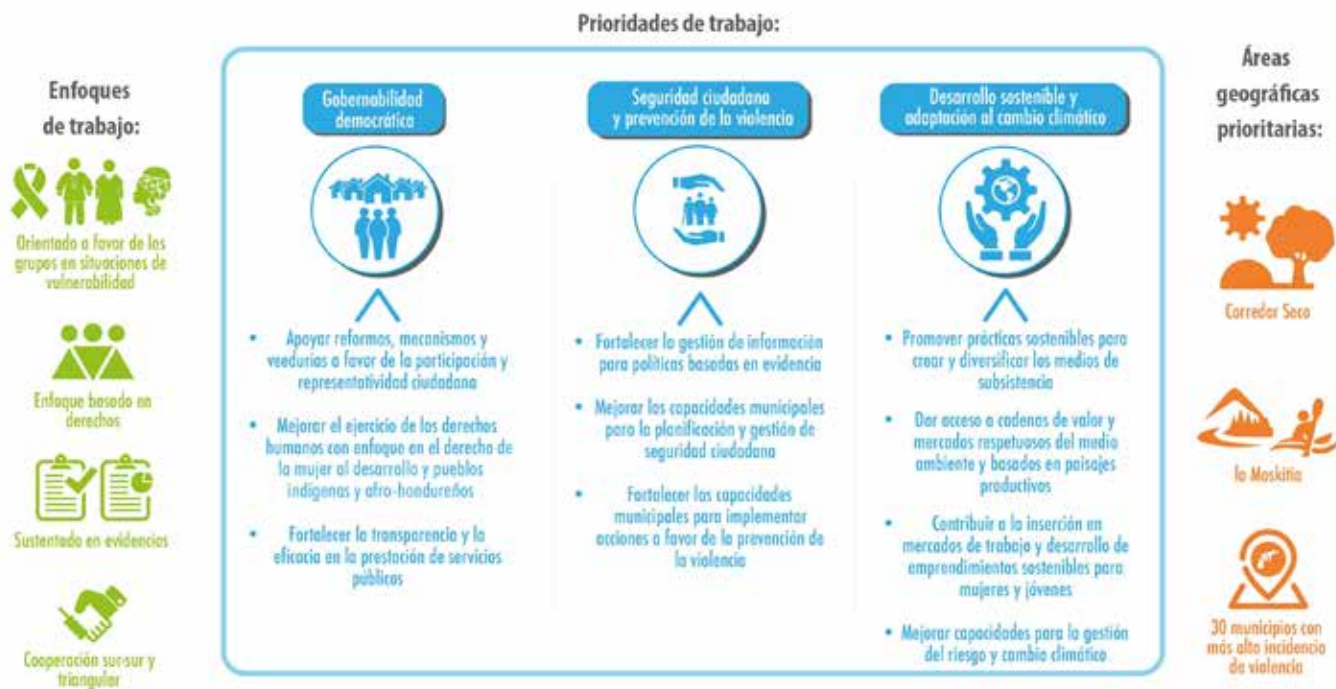 Prioridades de trabajo:
Enfoques
de trabajo:
Orientado a favor de los
grupos en situaciones de
vulnerabilidad
Enfoque basado en
derechos
Sustentado en evidencias
Cooperación sur-sur y
triangular
Gobernabilidad
democrática
Apoyar reformas, mecanismos y
veedurías a favor de la participación y
representatividad ciudadana
Mejorar el ejercicio de los derechos
humanos con enfoque en el derecho de
la mujer al desarrollo y pueblos
indígenas y afro-hondureños
Fortalecer la transparencia y la
eficacia en la prestación de servicios
públicos
Seguridad ciudadana
y prevención de la violencia
Fortalecer la gestión de información
para políticas basadas en evidencia
Mejorar las capacidades municipales
para la planificación y gestión de
seguridad ciudadana
Fortalecer las capacidades
municipales para implementar
acciones a favor de la prevención de
la violencia
Desarrollo sostenible y
adaptación al cambio climático
Promover prácticas sostenibles para
crear y diversificar los medios de
subsistencia
Dar acceso a cadenas de valor y
mercados respetuosos del medio
ambiente y basados en paisajes
productivos
Contribuir a la inserción en
mercados de trabajo y desarrollo de
emprendimientos sostenibles para
mujeres y jóvenes
Mejorar capacidades para la gestión
del riesgo y cambio climático
Áreas
geográficas
prioritarias:
Corredor Seco
la Moskitia
30 municipios con
más alto incidencia
de violencia